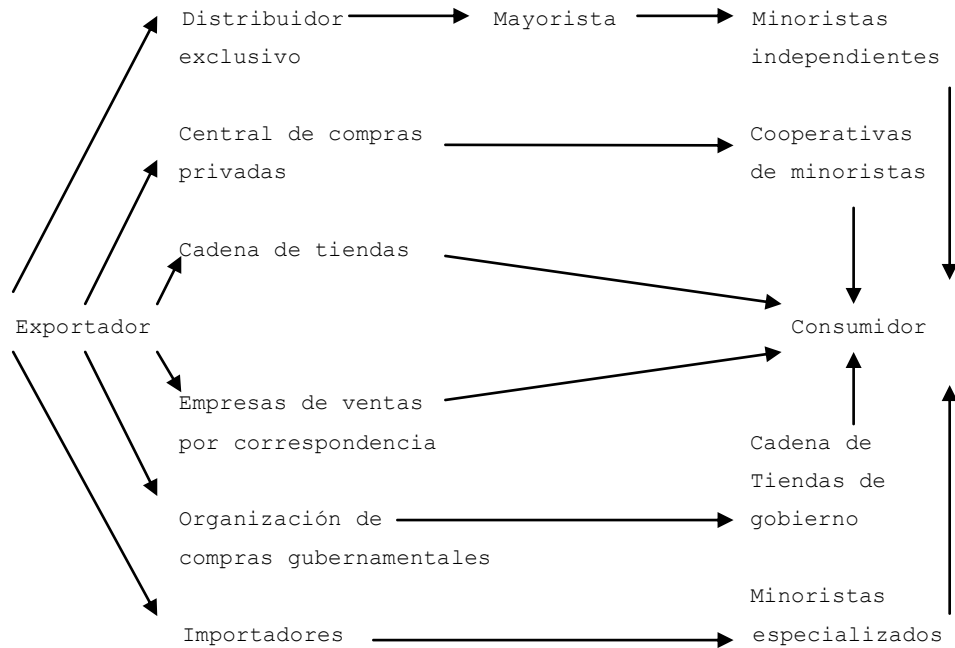 Distribuidor exclusivo
Mayorista
Minoristas independientes
Central de compras privadas
Cooperativas de minoristas
Cadena de tiendas
Exportador
Consumidor
Empresas de ventas por correspondencia
Cadena de Tiendas de gobierno
Organización de compras gubernamentales
Importadores
Minoristas especializados